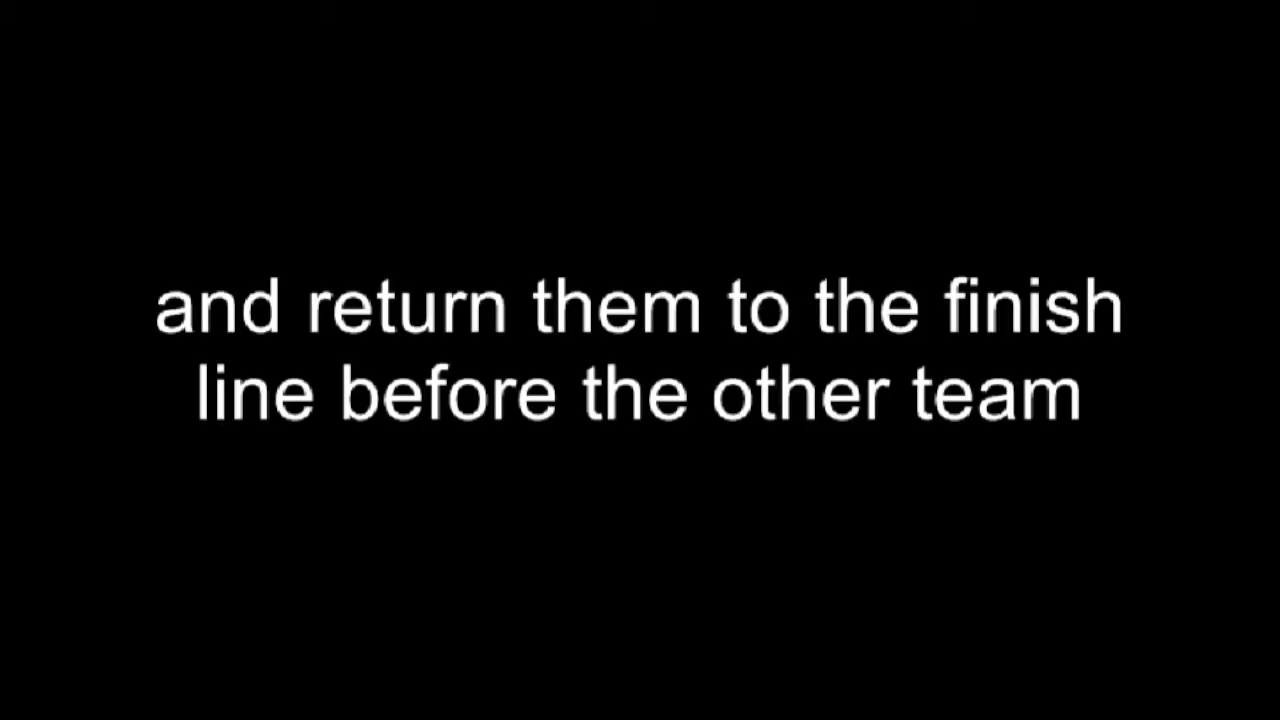 and return them to the finish
line before the other team